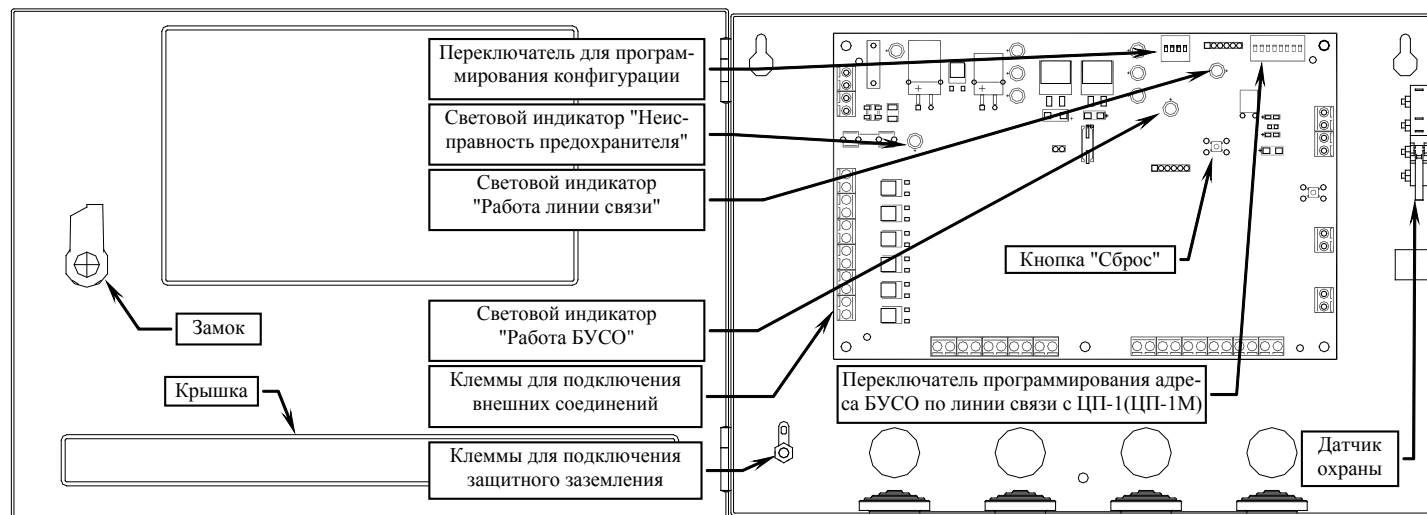 Переключатель для програм-
мирования конфигурации
Световой индикатор "Неис-
правность предохранителя"
Световой индикатор
"Работа линии связи"
Кнопка "Сброс"
Замок
Световой индикатор
"Работа БУСО"
Крышка
Клеммы для подключения
внешних соединений
Переключатель программирования адре-
са БУСО по линии связи с ЦП-1(ЦП-1М)
Клеммы для подключения
защитного заземления
Датчик
охраны